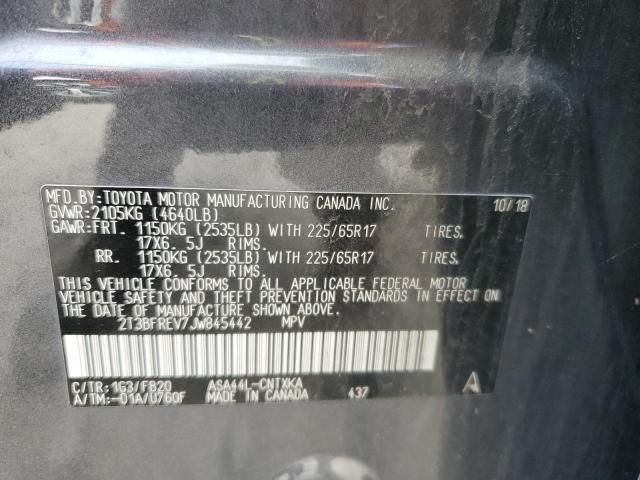 MFD.BY:TOYOTA MOTOR MANUFACTURING CANADA INC. 10/18
GVWR:2105KG (4640LB)
GAWR:FRT. 1150KG (2535LB) WITH 225/65R17 TIRES.
17X6. 5J RIMS.
RR. 1150KG (2535LB) WITH 225/65R17 TIRES.
17X6. 5J RIMS.
THIS VEHICLE CONFORMS TO ALL APPLICABLE FEDERAL MOTOR
VEHICLE SAFETY AND THEFT PREVENTION STANDARDS IN EFFECT ON
THE DATE OF MANUFACTURE SHOWN ABOVE.
2T3BFREV7JW845442 MPV
C/TR:1G3/FB20 ASA44L-CNTXKA
A/TM:-01A/U760F MADE IN CANADA 437 A